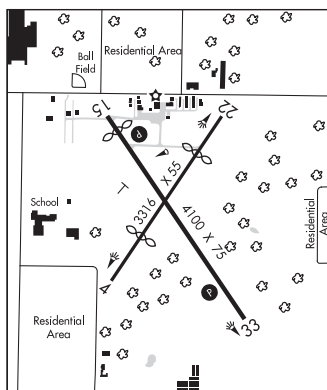 Ball
Field
Residential Area
15
22
P
X 55
3316
4100 X 75
School
Residential
Area
4
P
33
Residential
Area